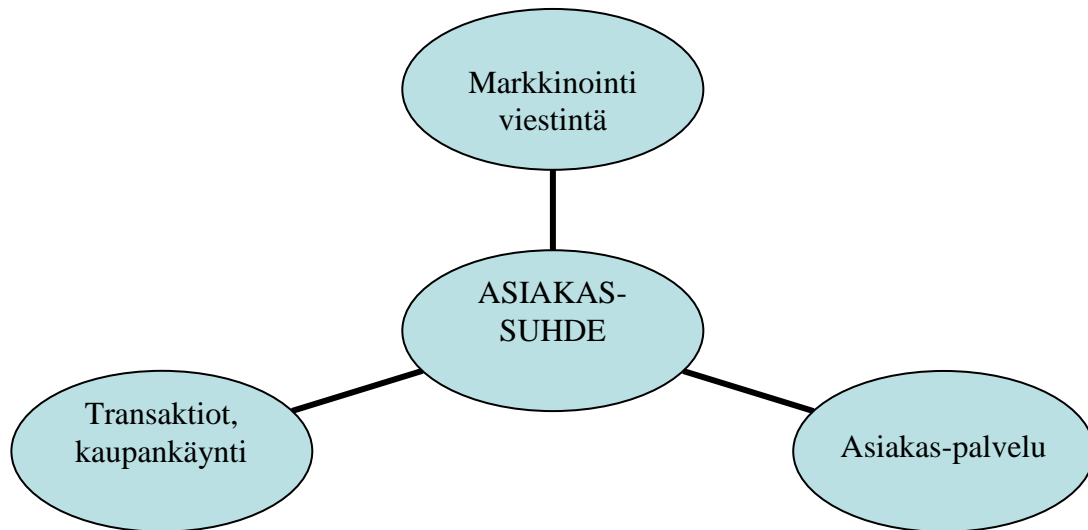 Markkinointi
viestintä
ASIAKAS-
SUHDE
Transaktiot,
kaupankäynti
Asiakas-palvelu